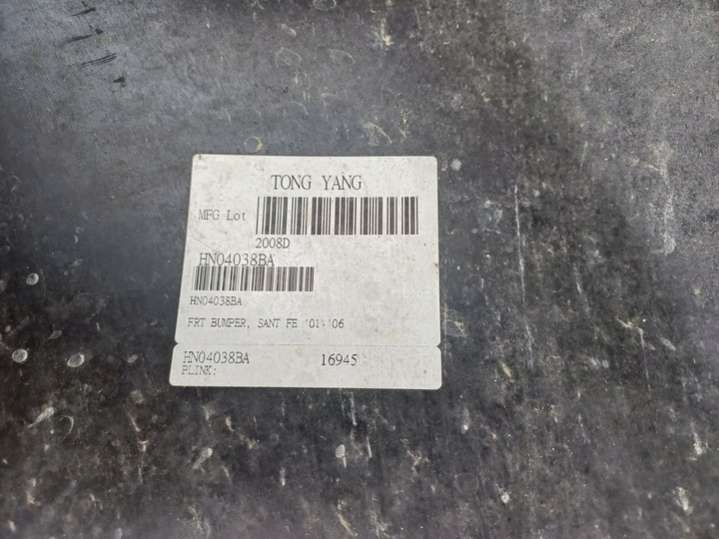 TONG YANG
MFG Lot
2008D
HN04038BA
HN04038BA
FRT BUMPER, SANT FE '01-'06
HN04038BA 16945
PLINK: